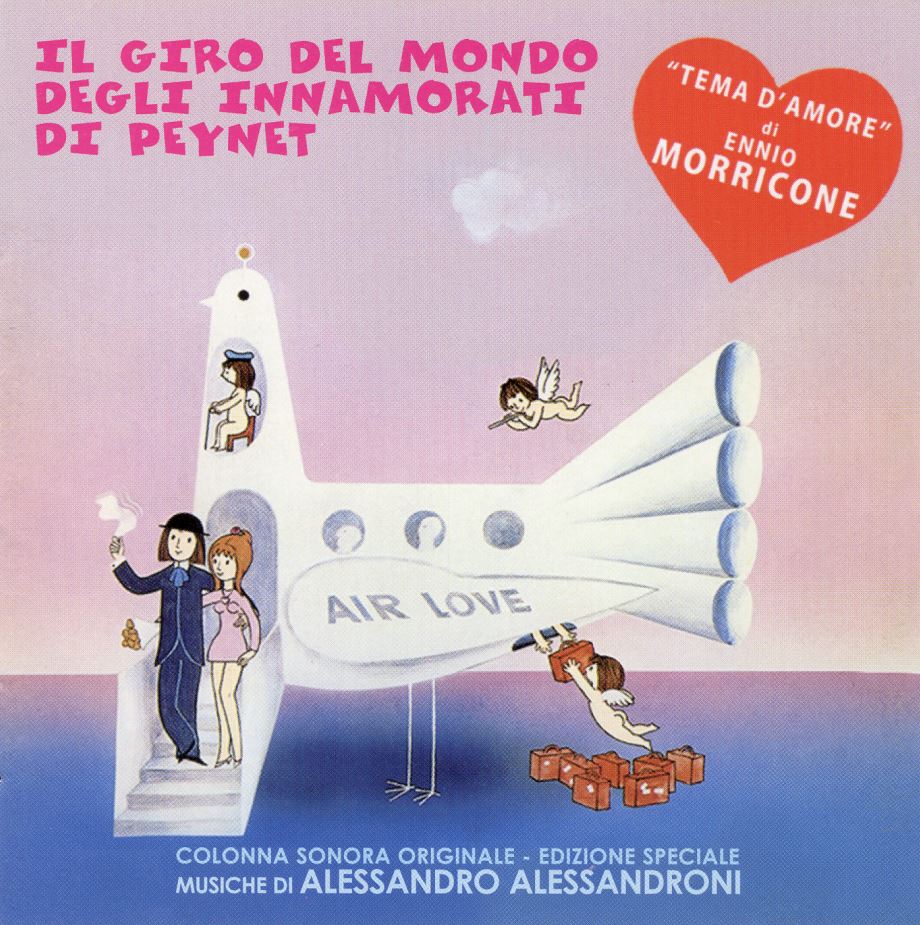 IL GIRO DEL MONDO
DEGLI INNAMORATI
DI PEYNET
"TEMA D'AMORE"
di
ENNIO
MORRICONE
AIR LOVE
COLONNA SONORA ORIGINALE - EDIZIONE SPECIALE
MUSICHE DI ALESSANDRO ALESSANDRONI